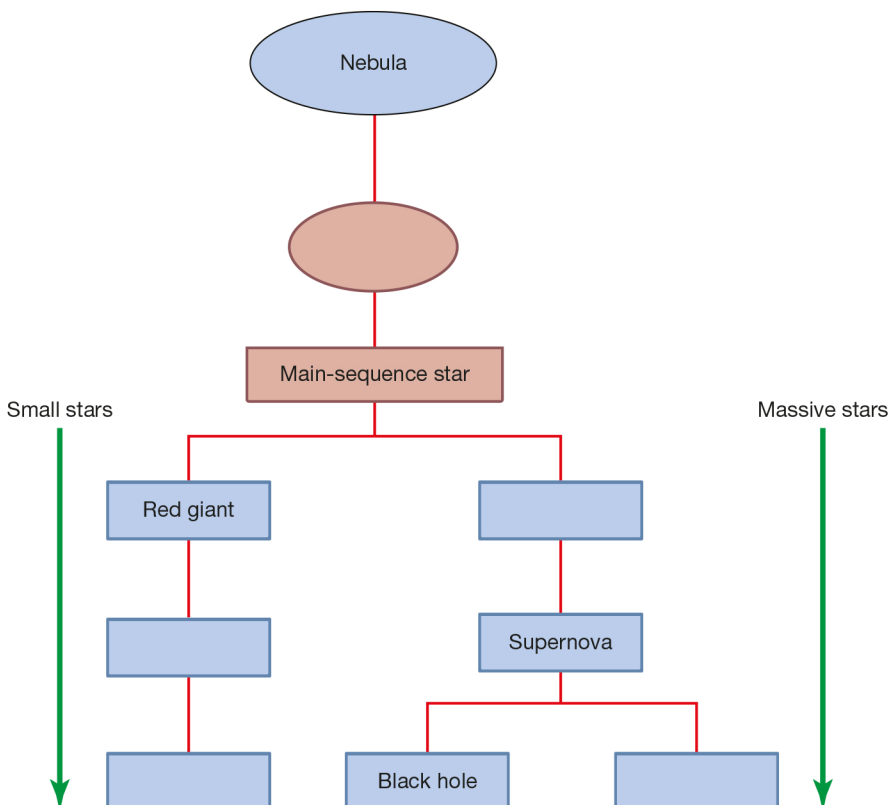 Nebula
Main-sequence star
Small stars
Massive stars
Red giant
Supernova
Black hole